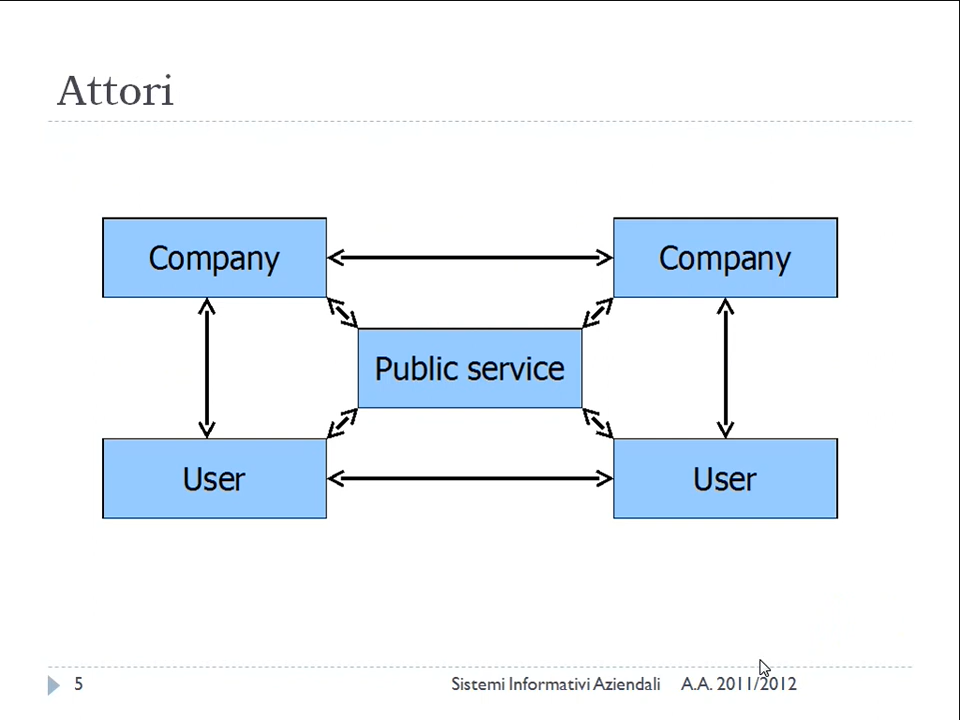 Attori
Company
Company
Public service
User
User
5
Sistemi Informativi Aziendali A.A. 2011/2012